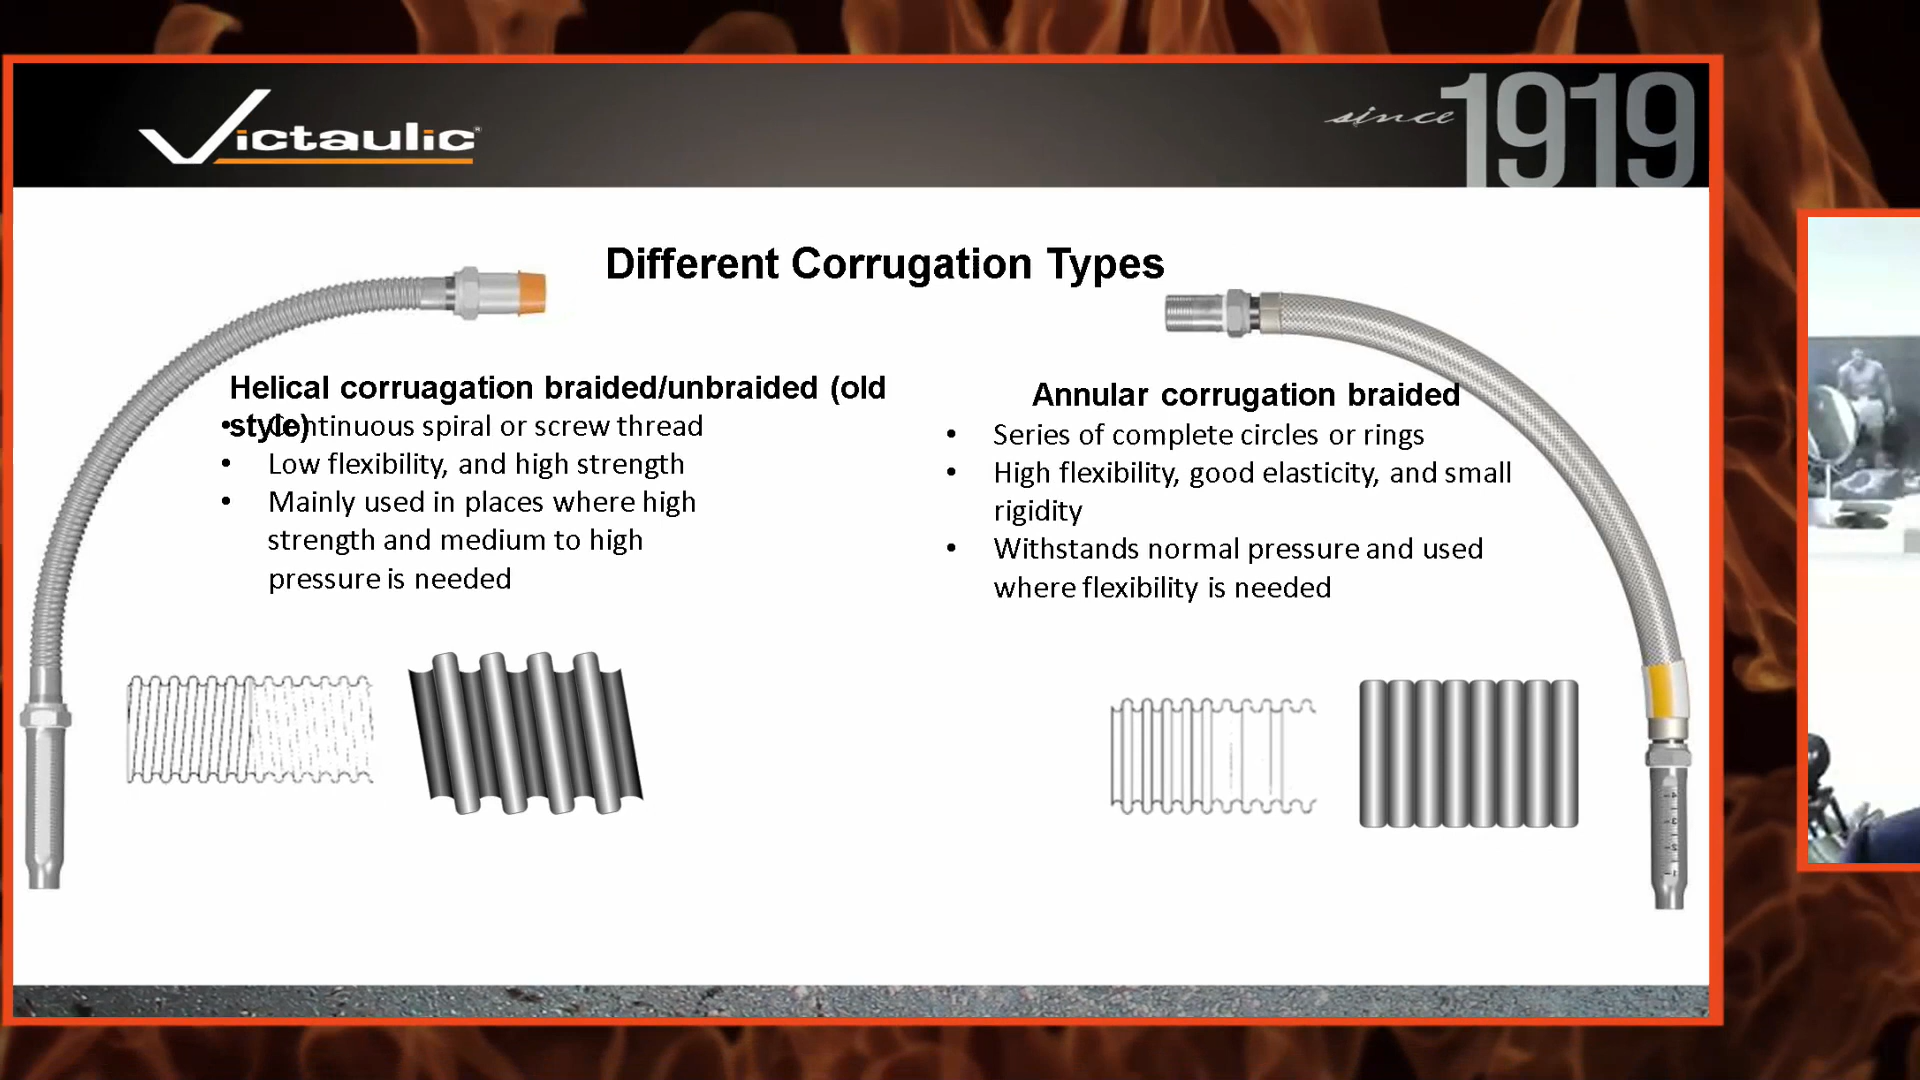 Victaulic®
since 1919
Different Corrugation Types
Helical corruagation braided/unbraided (old
style)
• Continuous spiral or screw thread
• Low flexibility, and high strength
• Mainly used in places where high
strength and medium to high
pressure is needed
Annular corrugation braided
• Series of complete circles or rings
• High flexibility, good elasticity, and small
rigidity
• Withstands normal pressure and used
where flexibility is needed